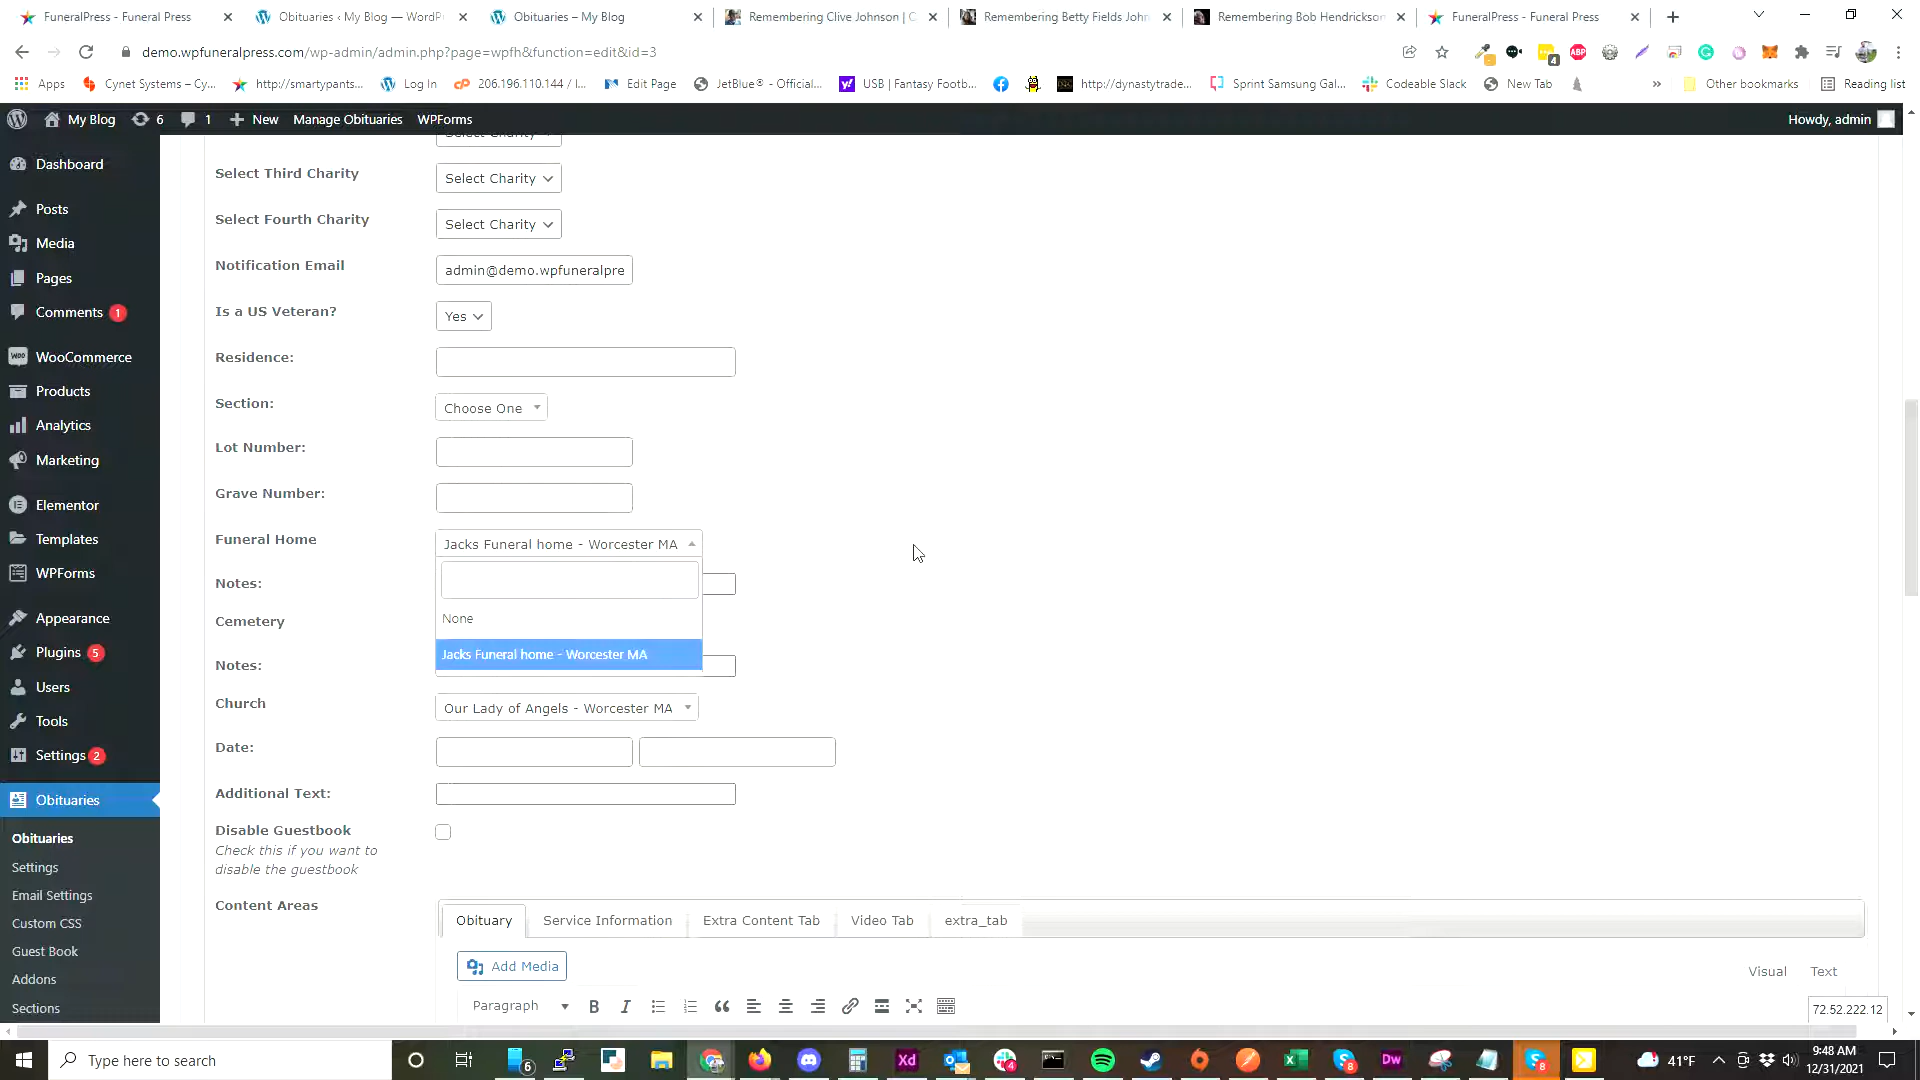 FuneralPress - Funeral Press
Obituaries ‹ My Blog — WordPr
Obituaries – My Blog
Remembering Clive Johnson | C
Remembering Betty Fields John
Remembering Bob Hendrickson
FuneralPress - Funeral Press
demo.wpfuneralpress.com/wp-admin/admin.php?page=wpfh&function=edit&id=3
Apps
Cynet Systems – Cy...
http://smartypants...
Log In
206.196.110.144 / l...
Edit Page
JetBlue® - Official...
USB | Fantasy Footb...
http://dynastytrade...
Sprint Samsung Gal...
Codeable Slack
New Tab
»
Other bookmarks
Reading list
My Blog
6
1
New
Manage Obituaries
WPForms
Howdy, admin
Dashboard
Posts
Media
Pages
Comments 1
WooCommerce
Products
Analytics
Marketing
Elementor
Templates
WPForms
Appearance
Plugins 5
Users
Tools
Settings 2
Obituaries
Obituaries
Settings
Email Settings
Custom CSS
Guest Book
Addons
Sections
Select Charity
Select Third Charity
Select Charity
Select Fourth Charity
Select Charity
Notification Email
admin@demo.wpfuneralpre
Is a US Veteran?
Yes
Residence:
Section:
Choose One
Lot Number:
Grave Number:
Funeral Home
Jacks Funeral home - Worcester MA
None
Jacks Funeral home - Worcester MA
Notes:
Cemetery
Notes:
Church
Our Lady of Angels - Worcester MA
Date:
Additional Text:
Disable Guestbook
Check this if you want to
disable the guestbook
Content Areas
Obituary
Service Information
Extra Content Tab
Video Tab
extra_tab
Add Media
Visual
Text
Paragraph
B
I
72.52.222.12
Type here to search
41°F
9:48 AM
12/31/2021